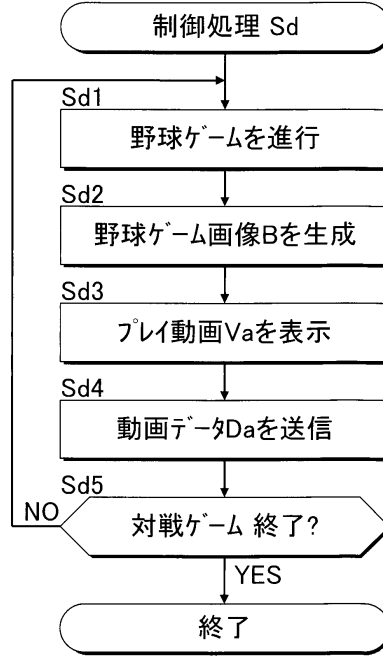 制御処理 Sd
Sd1
野球ｹﾞｰﾑを進行
Sd2
野球ｹﾞｰﾑ画像Bを生成
Sd3
ﾌﾟﾚｲ動画Vaを表示
Sd4
動画ﾃﾞｰﾀDaを送信
Sd5
NO
対戦ｹﾞｰﾑ 終了?
YES
終了